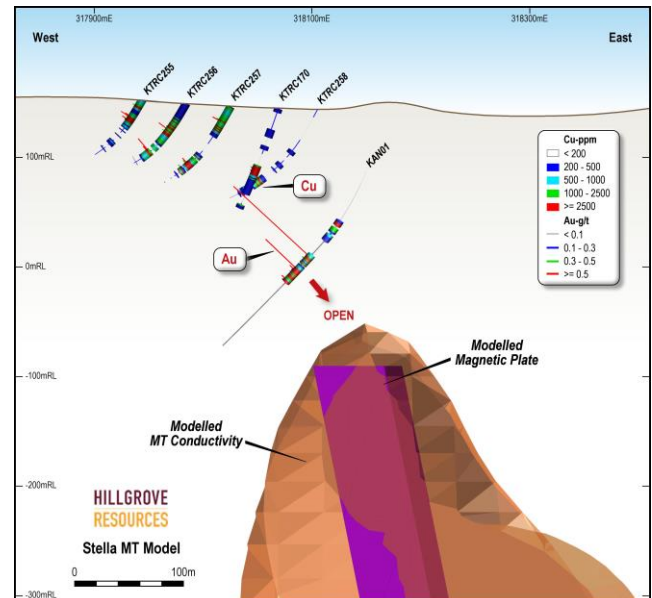 317900mE
318100mE
318300mE
West
East
KTRC255
KTRC256
KTRC257
KTRC170
KTRC258
KAN01
100mRL
0mRL
-100mRL
-200mRL
-300mRL
Cu-ppm
< 200
200 - 500
500 - 1000
1000 - 2500
>= 2500
Au-g/t
< 0.1
0.1 - 0.3
0.3 - 0.5
>= 0.5
Cu
Au
OPEN
Modelled
Magnetic Plate
Modelled
MT Conductivity
HILLGROVE
RESOURCES
Stella MT Model
0
100m